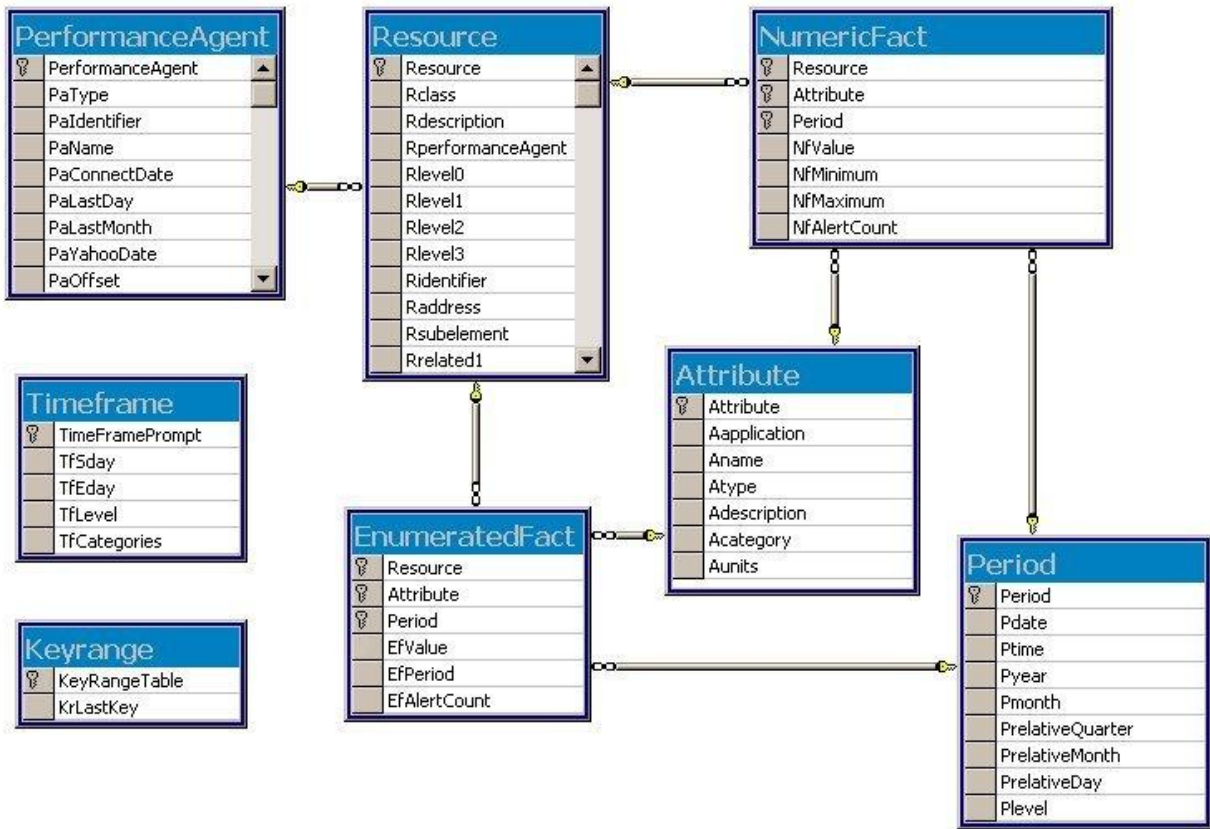 PerformanceAgent
PerformanceAgent
PaType
PaIdentifier
PaName
PaConnectDate
PaLastDay
PaLastMonth
PaYahooDate
PaOffset
Resource
Resource
Rclass
Rdescription
RperformanceAgent
Rlevel0
Rlevel1
Rlevel2
Rlevel3
Ridentifier
Raddress
Rsubelement
Rrelated1
NumericFact
Resource
Attribute
Period
NfValue
NfMinimum
NfMaximum
NfAlertCount
Timeframe
TimeFramePrompt
TfSday
TfEday
TfLevel
TfCategories
Attribute
Attribute
Aapplication
Aname
Atype
Adescription
Acategory
Aunits
EnumeratedFact
Resource
Attribute
Period
EfValue
EfPeriod
EfAlertCount
Period
Period
Pdate
Ptime
Pyear
Pmonth
PrelativeQuarter
PrelativeMonth
PrelativeDay
Plevel
Keyrange
KeyRangeTable
KrLastKey